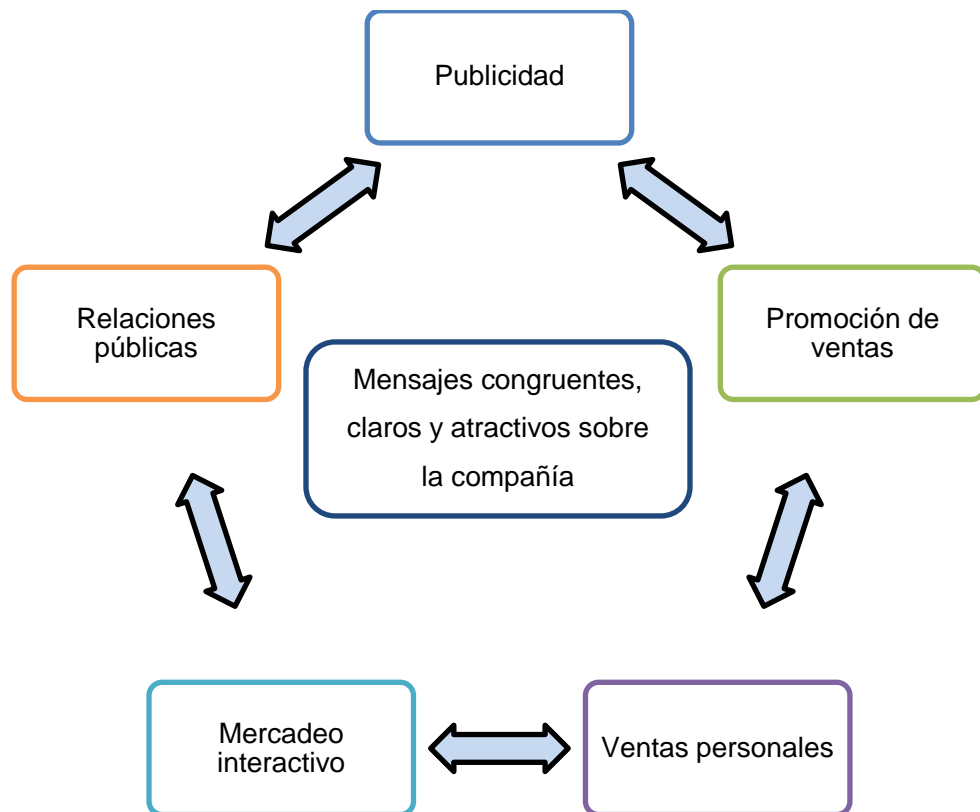 Publicidad
Relaciones
públicas
Promoción de
ventas
Mensajes congruentes,
claros y atractivos sobre
la compañía
Mercadeo
interactivo
Ventas personales